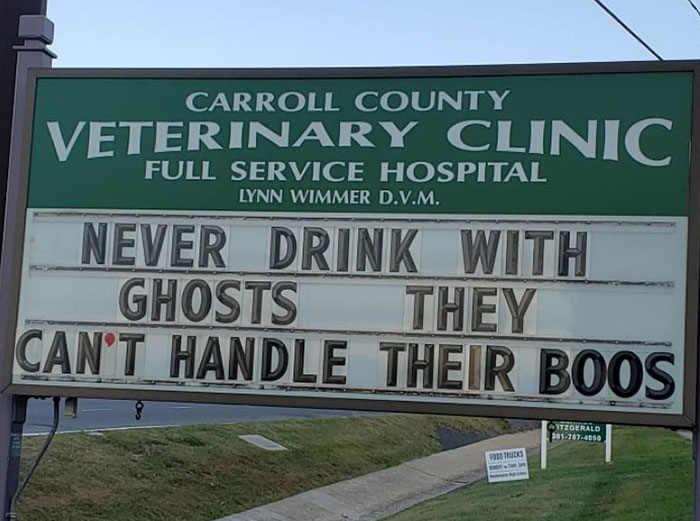 CARROLL COUNTY
VETERINARY CLINIC
FULL SERVICE HOSPITAL
LYNN WIMMER D.V.M.
NEVER DRINK WITH
GHOSTS THEY
CAN'T HANDLE THEIR BOOS
FOOD TRUCKS